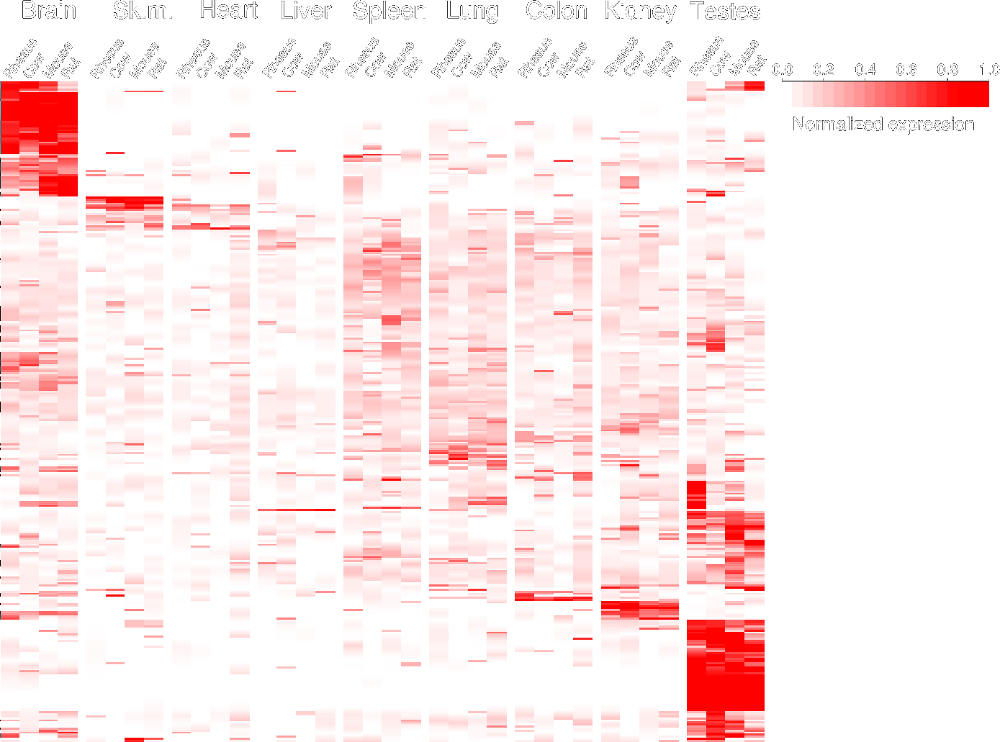 Brain Sk.m. Heart Liver Spleen Lung Colon Kidney Testes
Rhesus Cow Mouse Rat Rhesus Cow Mouse Rat Rhesus Cow Mouse Rat Rhesus Cow Mouse Rat Rhesus Cow Mouse Rat Rhesus Cow Mouse Rat Rhesus Cow Mouse Rat Rhesus Cow Mouse Rat Rhesus Cow Mouse Rat
0.0 0.2 0.4 0.6 0.8 1.0
Normalized expression